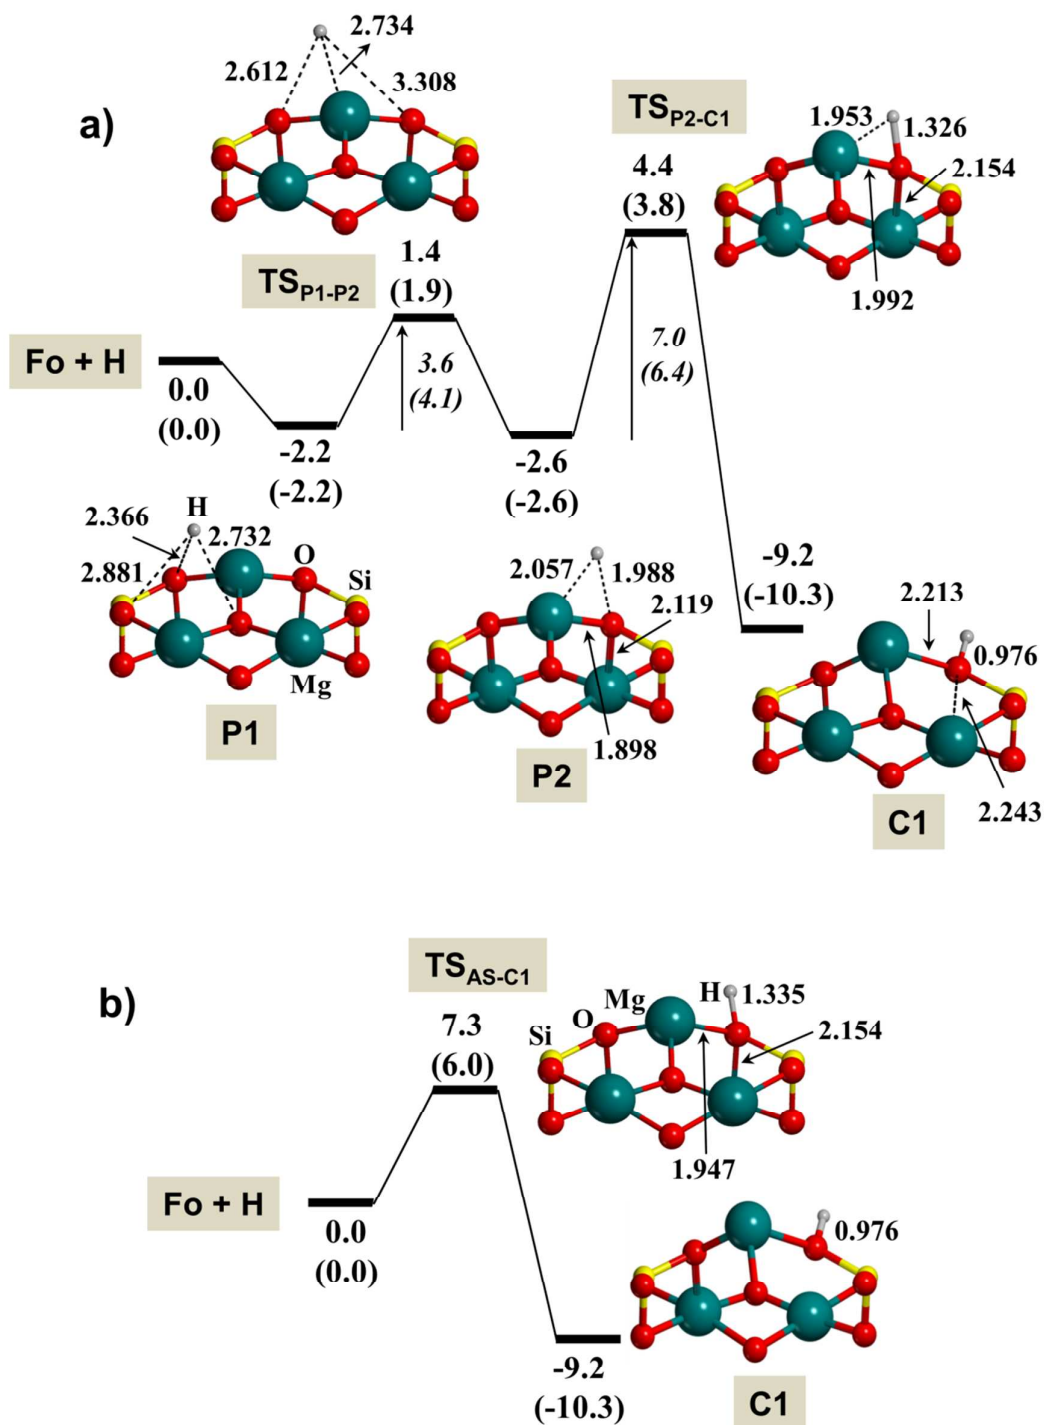 a)
2.612
2.734
3.308
TSP1-P2
1.4
(1.9)
3.6
(4.1)
TSP2-C1
4.4
(3.8)
7.0
(6.4)
1.953
1.326
2.154
1.992
Fo + H
0.0
(0.0)
-2.2
(-2.2)
-2.6
(-2.6)
-9.2
(-10.3)
H
2.366
2.732
2.881
O
Si
Mg
P1
2.057
1.988
2.119
1.898
P2
2.213
0.976
2.243
C1
b)
TSAS-C1
7.3
(6.0)
Si
O
Mg
H
1.335
2.154
1.947
Fo + H
0.0
(0.0)
-9.2
(-10.3)
0.976
C1